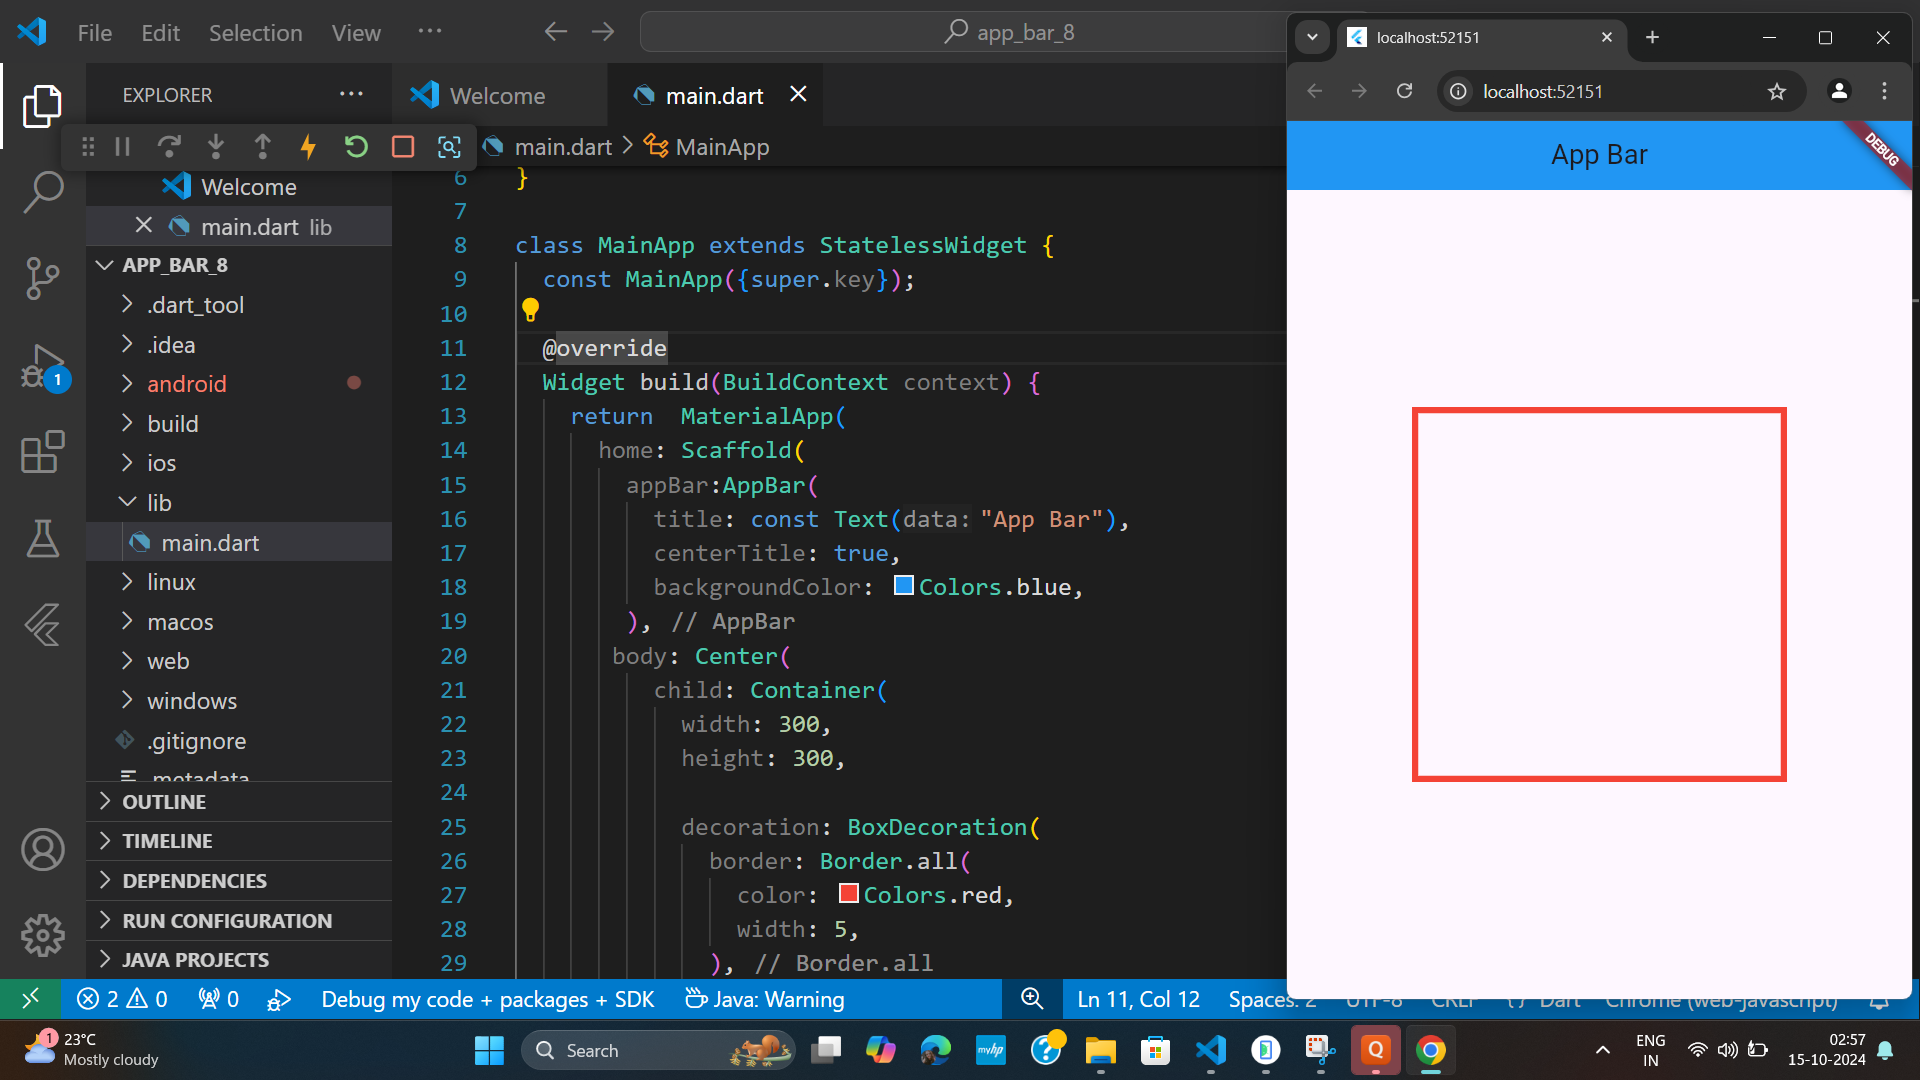 File Edit Selection View ... app_bar_8
EXPLORER ...
Welcome
main.dart
main.dart > MainApp
Welcome
main.dart lib
APP_BAR_8
.dart_tool
.idea
android
build
ios
lib
main.dart
linux
macos
web
windows
.gitignore
.metadata
OUTLINE
TIMELINE
DEPENDENCIES
RUN CONFIGURATION
JAVA PROJECTS
1
6 }
7
8 class MainApp extends StatelessWidget {
9 const MainApp({super.key});
10
11 @override
12 Widget build(BuildContext context) {
13 return  MaterialApp(
14 home: Scaffold(
15 appBar:AppBar(
16 title: const Text(data: "App Bar"),
17 centerTitle: true,
18 backgroundColor: Colors.blue,
19 ), // AppBar
20 body: Center(
21 child: Container(
22 width: 300,
23 height: 300,
24
25 decoration: BoxDecoration(
26 border: Border.all(
27 color: Colors.red,
28 width: 5,
29 ), // Border.all
localhost:52151
localhost:52151
App Bar
DEBUG
2 0 0 Debug my code + packages + SDK Java: Warning Ln 11, Col 12 Spaces: 2 UTF-8 CRLF {} Dart Chrome (web-javascript)
1
23°C
Mostly cloudy
Search
myhp
Q
ENG
IN
02:57
15-10-2024